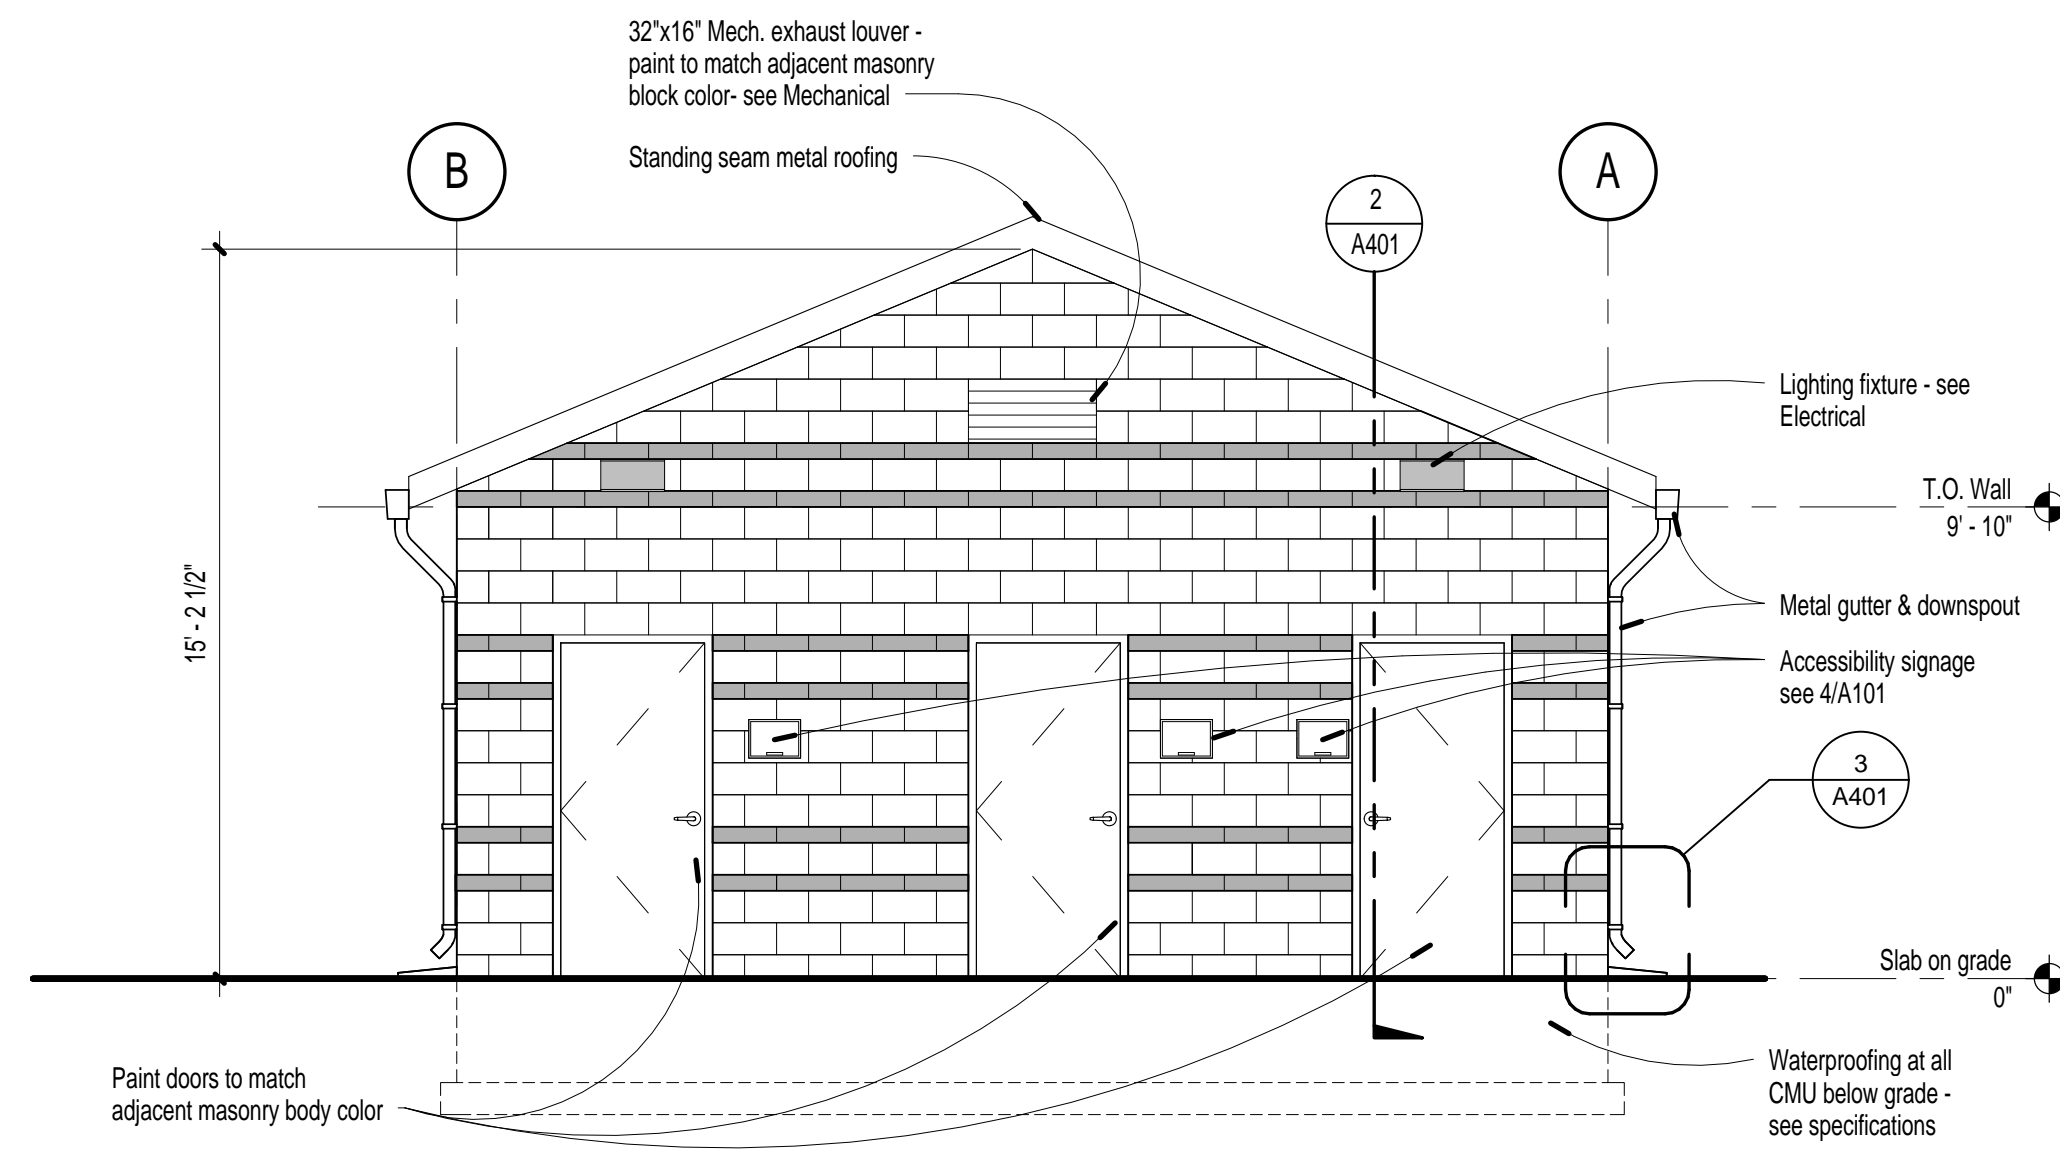 32"x16" Mech. exhaust louver -
paint to match adjacent masonry
block color- see Mechanical
Standing seam metal roofing
B
A
2
A401
Lighting fixture - see
Electrical
T.O. Wall
9' - 10"
15' - 2 1/2"
Metal gutter & downspout
Accessibility signage
see 4/A101
3
A401
Slab on grade
0"
Paint doors to match
adjacent masonry body color
Waterproofing at all
CMU below grade -
see specifications